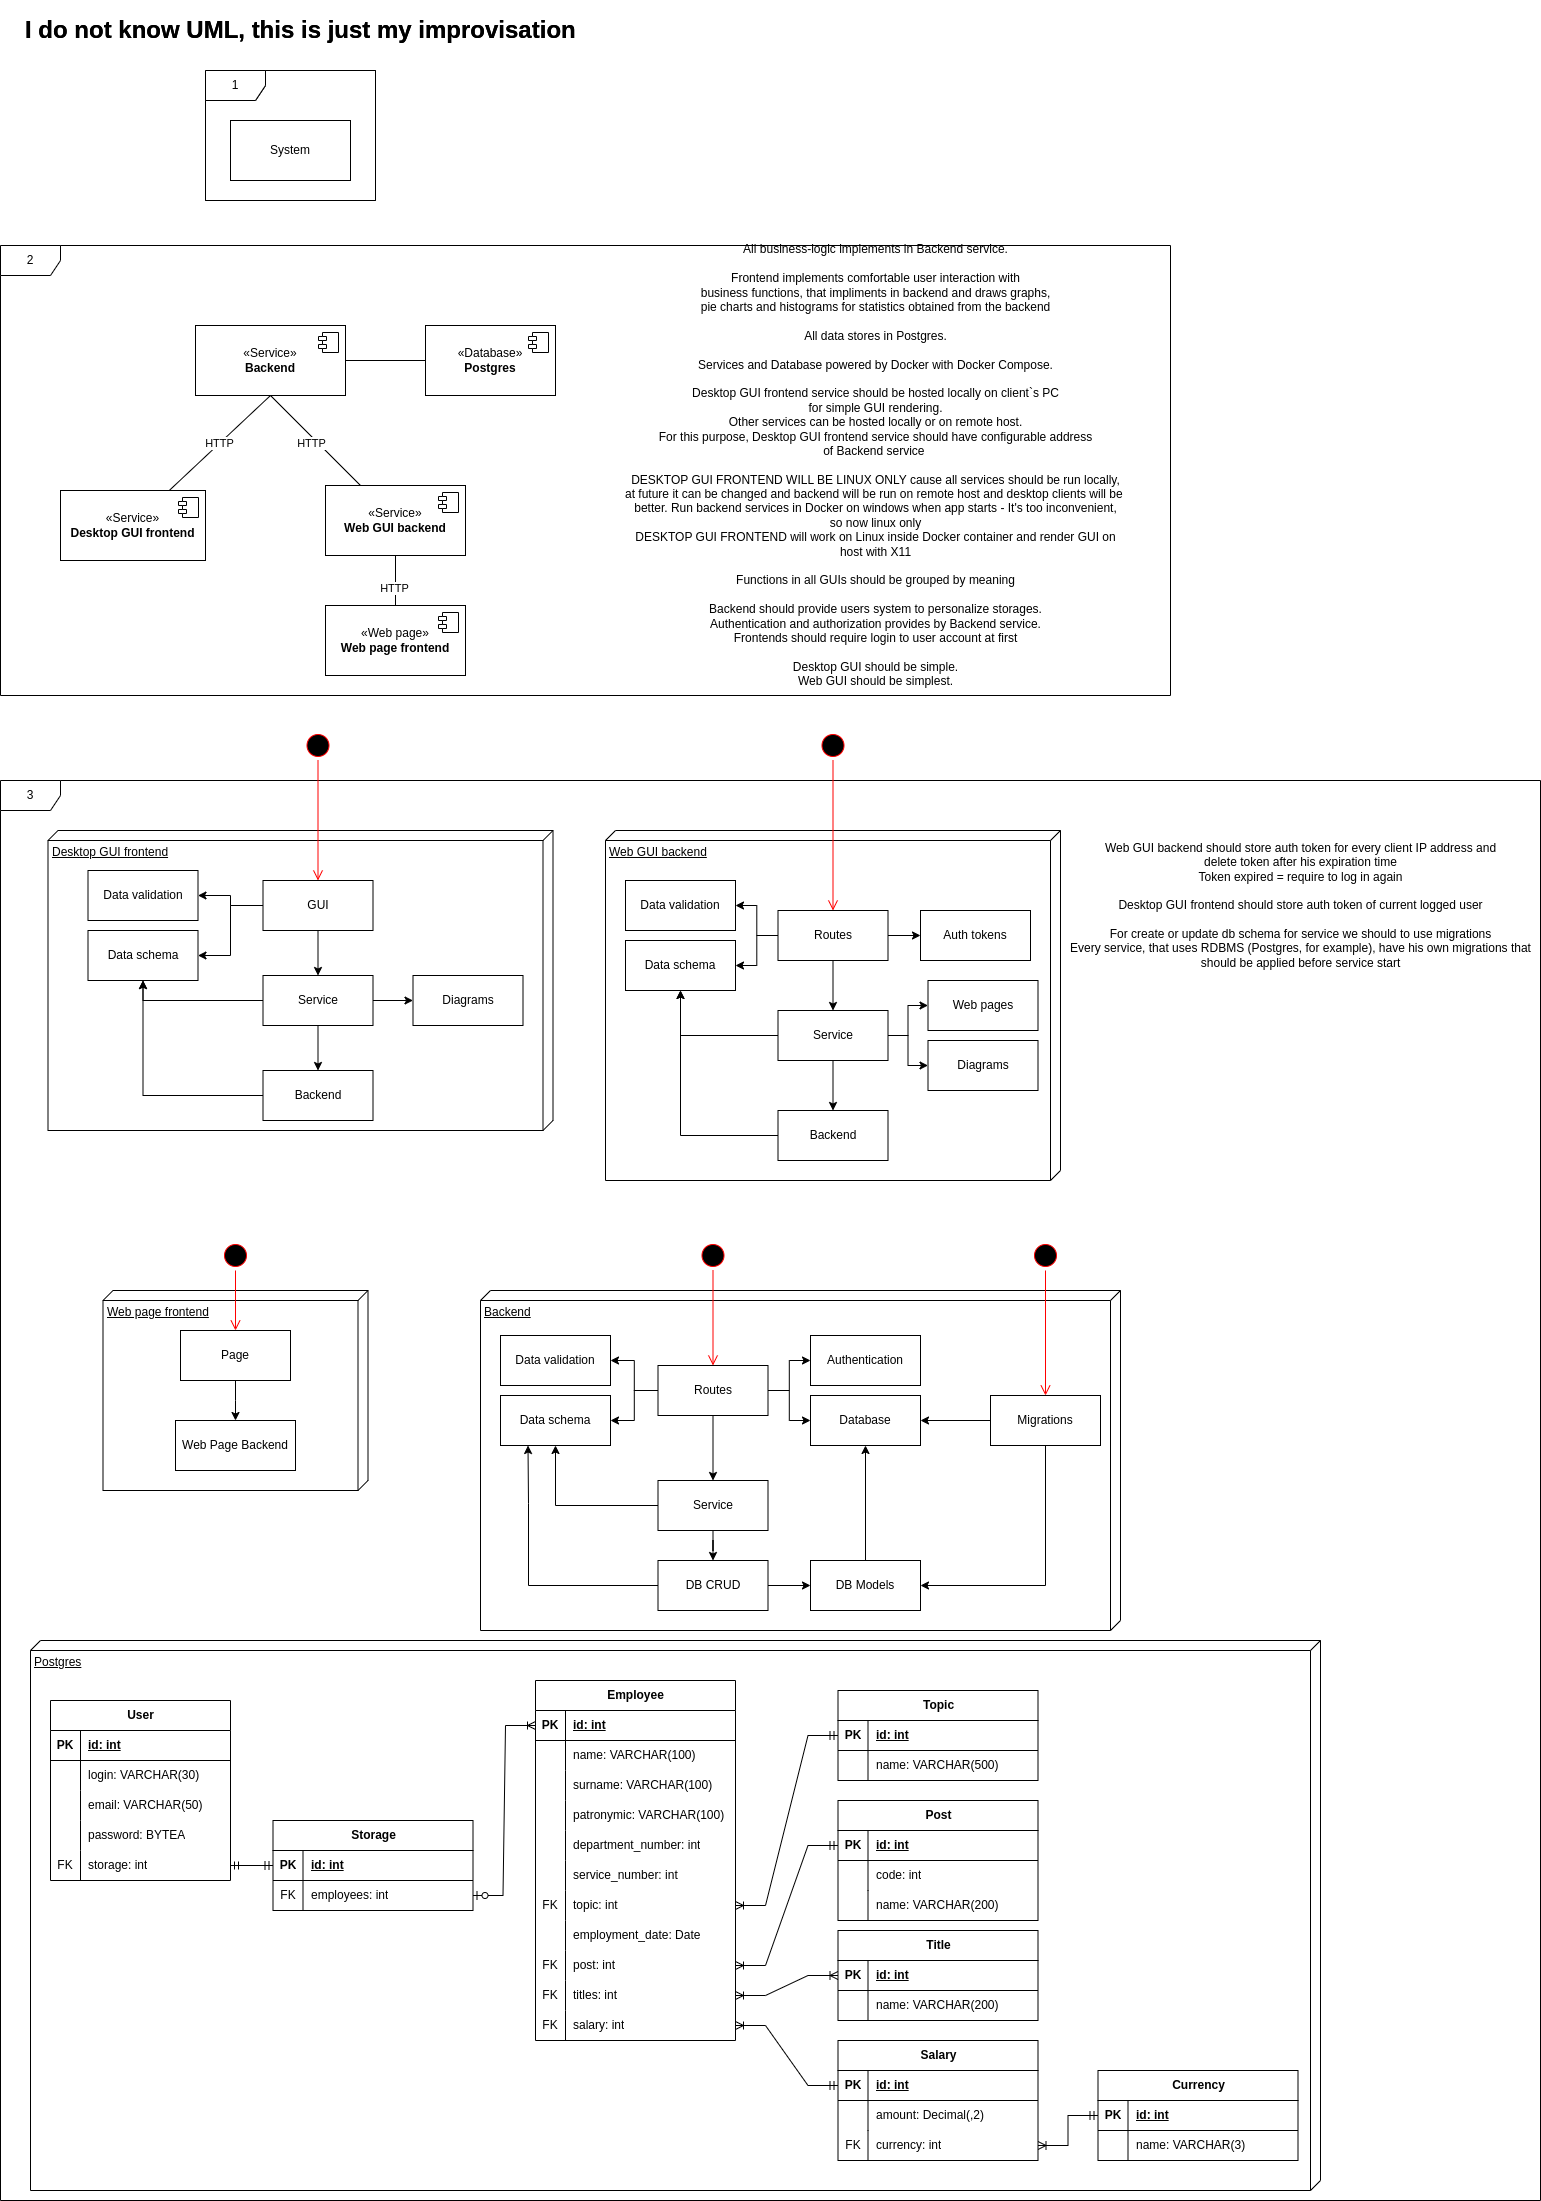 I do not know UML, this is just my improvisation
1
System
2
All business-logic implements in Backend service.
Frontend implements comfortable user interaction with
business functions, that impliments in backend and draws graphs,
pie charts and histograms for statistics obtained from the backend
All data stores in Postgres.
Services and Database powered by Docker with Docker Compose.
Desktop GUI frontend service should be hosted locally on client`s PC
for simple GUI rendering.
Other services can be hosted locally or on remote host.
For this purpose, Desktop GUI frontend service should have configurable address
of Backend service
DESKTOP GUI FRONTEND WILL BE LINUX ONLY cause all services should be run locally,
at future it can be changed and backend will be run on remote host and desktop clients will be
better. Run backend services in Docker on windows when app starts - It's too inconvenient,
so now linux only
DESKTOP GUI FRONTEND will work on Linux inside Docker container and render GUI on
host with X11
Functions in all GUIs should be grouped by meaning
Backend should provide users system to personalize storages.
Authentication and authorization provides by Backend service.
Frontends should require login to user account at first
Desktop GUI should be simple.
Web GUI should be simplest.
«Service»
Backend
«Database»
Postgres
HTTP
HTTP
«Service»
Desktop GUI frontend
«Service»
Web GUI backend
HTTP
«Web page»
Web page frontend
3
Desktop GUI frontend
Data validation
GUI
Data schema
Service
Diagrams
Backend
Web GUI backend
Data validation
Routes
Auth tokens
Data schema
Web pages
Service
Diagrams
Backend
Web GUI backend should store auth token for every client IP address and
delete token after his expiration time
Token expired = require to log in again
Desktop GUI frontend should store auth token of current logged user
For create or update db schema for service we should to use migrations
Every service, that uses RDBMS (Postgres, for example), have his own migrations that
should be applied before service start
Web page frontend
Page
Web Page Backend
Backend
Data validation
Routes
Authentication
Data schema
Database
Migrations
Service
DB CRUD
DB Models
Postgres
User
PK id: int
login: VARCHAR(30)
email: VARCHAR(50)
password: BYTEA
FK storage: int
Storage
PK id: int
FK employees: int
Employee
PK id: int
name: VARCHAR(100)
surname: VARCHAR(100)
patronymic: VARCHAR(100)
department_number: int
service_number: int
FK topic: int
employment_date: Date
FK post: int
FK titles: int
FK salary: int
Topic
PK id: int
name: VARCHAR(500)
Post
PK id: int
code: int
name: VARCHAR(200)
Title
PK id: int
name: VARCHAR(200)
Salary
PK id: int
amount: Decimal(,2)
FK currency: int
Currency
PK id: int
name: VARCHAR(3)